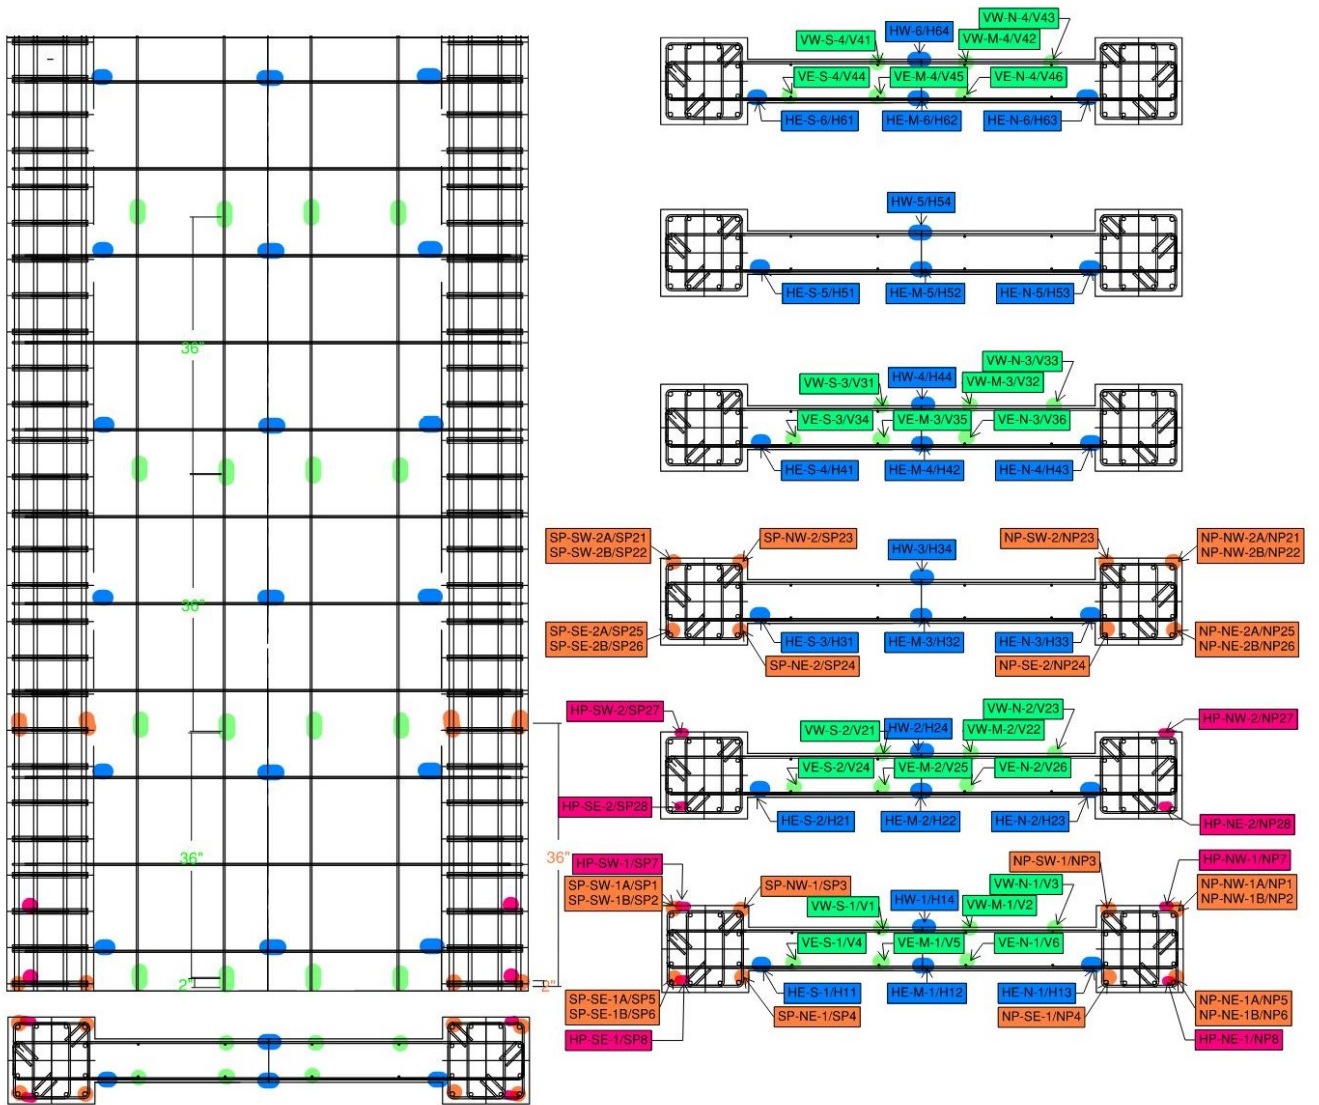 VW-N-4/V43
HW-6/H64
VW-S-4/V41
VW-M-4/V42
VE-S-4/V44
VE-M-4/V45
VE-N-4/V46
HE-S-6/H61
HE-M-6/H62
HE-N-6/H63
HW-5/H54
HE-S-5/H51
HE-M-5/H52
HE-N-5/H53
36"
VW-N-3/V33
HW-4/H44
VW-S-3/V31
VW-M-3/V32
VE-S-3/V34
VE-M-3/V35
VE-N-3/V36
HE-S-4/H41
HE-M-4/H42
HE-N-4/H43
SP-SW-2A/SP21
SP-SW-2B/SP22
SP-NW-2/SP23
NP-SW-2/NP23
NP-NW-2A/NP21
NP-NW-2B/NP22
HW-3/H34
36"
SP-SE-2A/SP25
SP-SE-2B/SP26
HE-S-3/H31
HE-M-3/H32
HE-N-3/H33
NP-NE-2A/NP25
NP-NE-2B/NP26
SP-NE-2/SP24
NP-SE-2/NP24
HP-SW-2/SP27
VW-N-2/V23
HP-NW-2/NP27
VW-S-2/V21
HW-2/H24
VW-M-2/V22
VE-S-2/V24
VE-M-2/V25
VE-N-2/V26
HP-SE-2/SP28
HE-S-2/H21
HE-M-2/H22
HE-N-2/H23
HP-NE-2/NP28
36"
36"
HP-SW-1/SP7
NP-SW-1/NP3
HP-NW-1/NP7
SP-SW-1A/SP1
SP-SW-1B/SP2
SP-NW-1/SP3
VW-N-1/V3
NP-NW-1A/NP1
NP-NW-1B/NP2
VW-S-1/V1
HW-1/H14
VW-M-1/V2
VE-S-1/V4
VE-M-1/V5
VE-N-1/V6
2"
2"
SP-SE-1A/SP5
SP-SE-1B/SP6
HE-S-1/H11
HE-M-1/H12
HE-N-1/H13
NP-NE-1A/NP5
NP-NE-1B/NP6
SP-NE-1/SP4
NP-SE-1/NP4
HP-SE-1/SP8
HP-NE-1/NP8